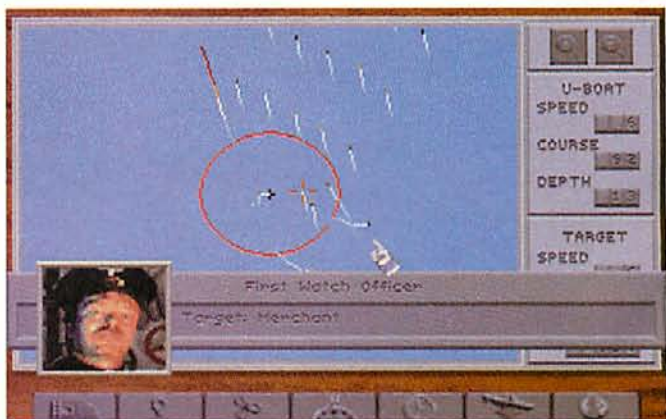 U-BOAT
SPEED
COURSE
DEPTH
TARGET
SPEED
First Watch Officer
Target: Merchant